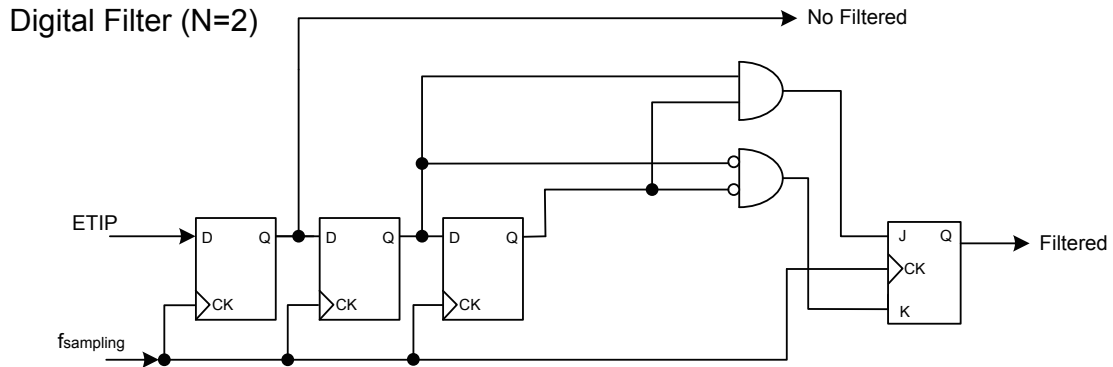 Digital Filter (N=2)
No Filtered
ETIP
D Q D Q D Q
J Q
Filtered
CK
CK CK CK
K
fsampling